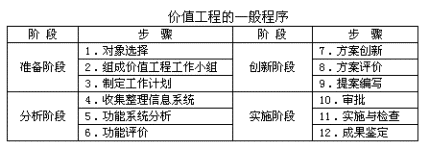 价值工程的一般程序
阶 段 步 骤 阶 段 步 骤
准备阶段
1．对象选择
2．组成价值工程工作小组
3．制定工作计划
分析阶段
4．收集整理信息系统
5．功能系统分析
6．功能评价
创新阶段
7．方案创新
8．方案评价
9．提案编写
实施阶段
10．审批
11．实施与检查
12．成果鉴定